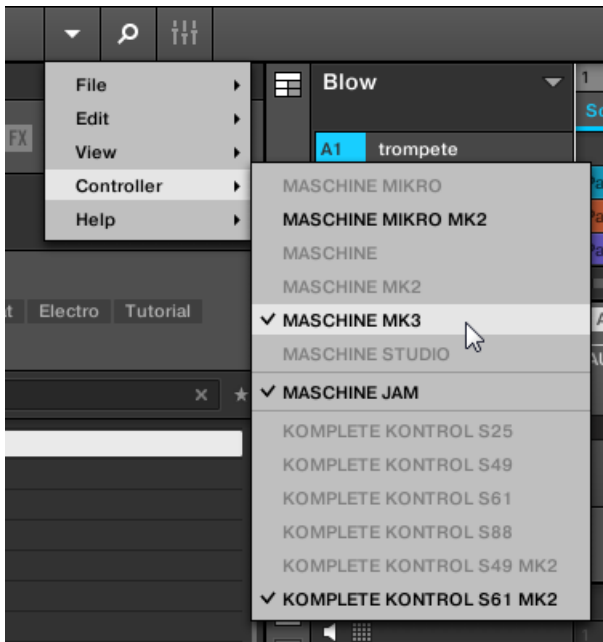 Blow
1
File
Edit
FX
View
A1 trompete
Controller
Help
MASCHINE MIKRO
MASCHINE MIKRO MK2
MASCHINE
MASCHINE MK2
Electro Tutorial
MASCHINE MK3
MASCHINE STUDIO
MASCHINE JAM
KOMPLETE KONTROL S25
KOMPLETE KONTROL S49
KOMPLETE KONTROL S61
KOMPLETE KONTROL S88
KOMPLETE KONTROL S49 MK2
KOMPLETE KONTROL S61 MK2
1